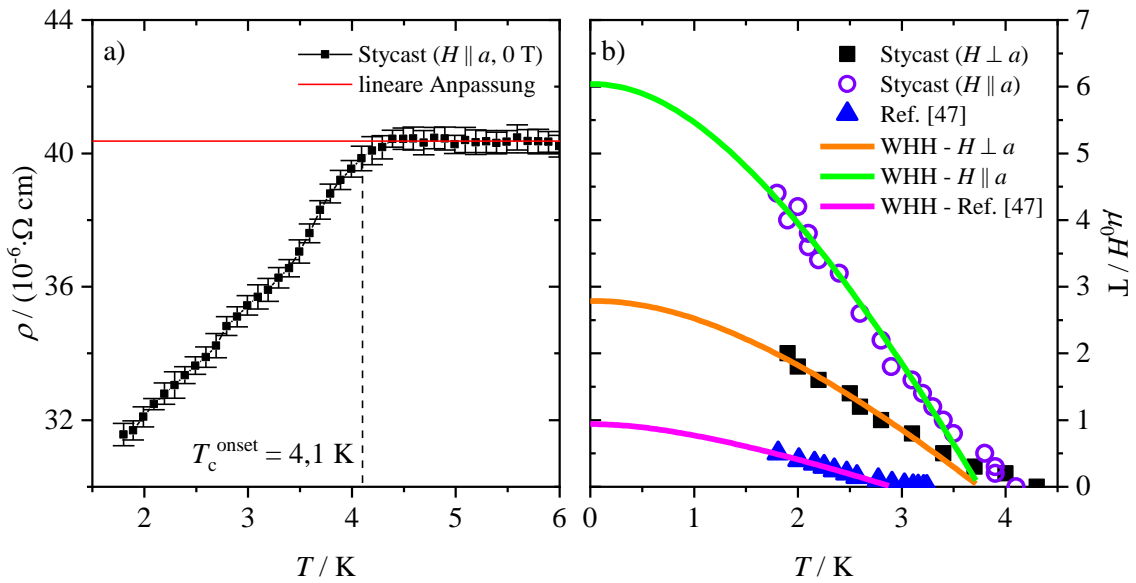 a)
Stycast (H ∥ a, 0 T)
lineare Anpassung
T_c^onset = 4,1 K
44
40
36
32
ρ / (10⁻⁶·Ω cm)
2 3 4 5 6
T / K
b)
Stycast (H ⊥ a)
Stycast (H ∥ a)
Ref. [47]
WHH - H ⊥ a
WHH - H ∥ a
WHH - Ref. [47]
7
6
5
4
3
2
1
0
μ₀H / T
0 1 2 3 4
T / K